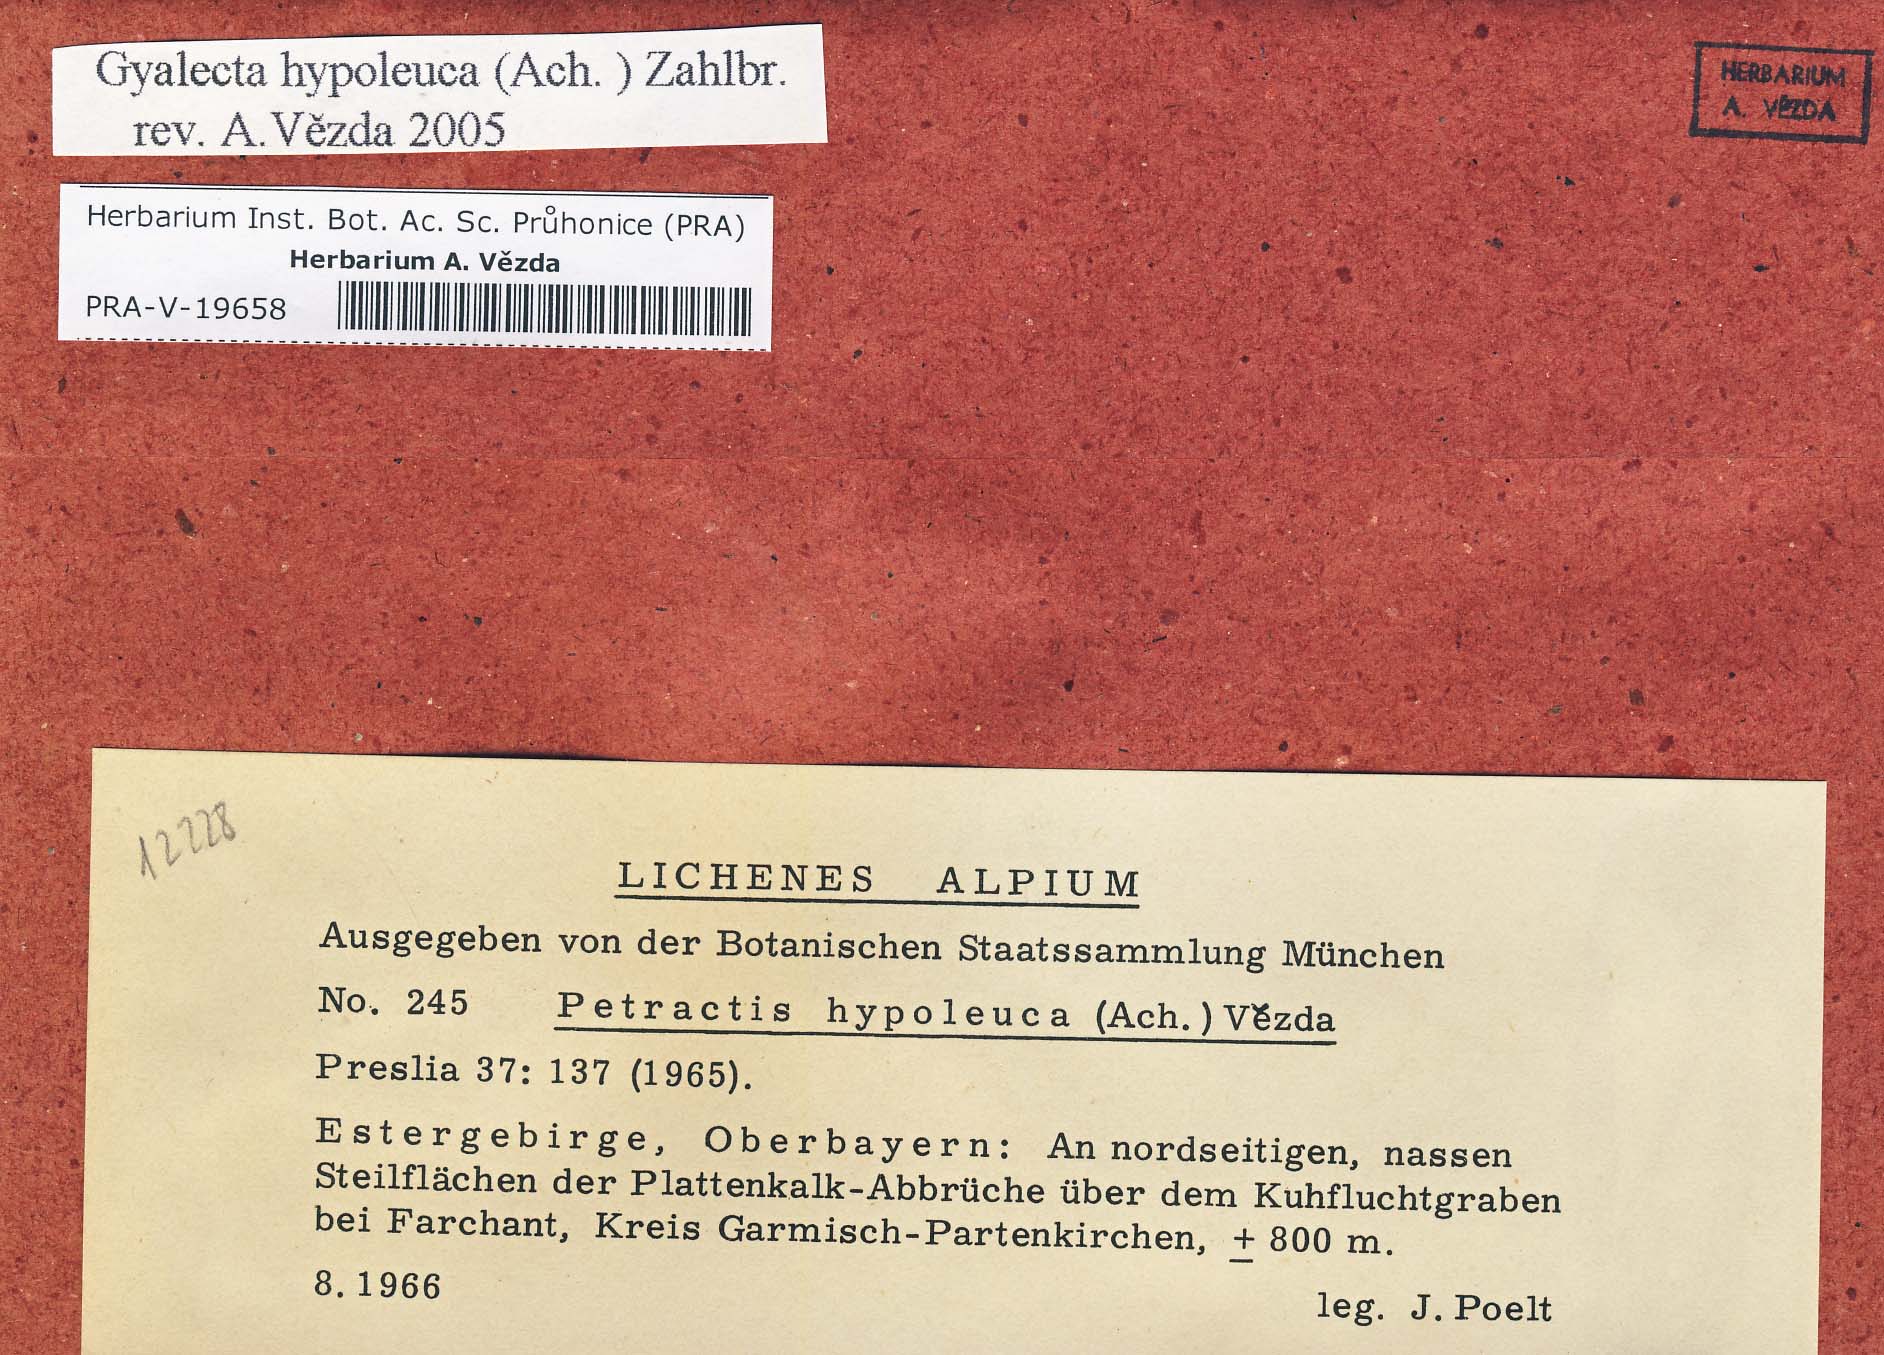 Gyalecta hypoleuca (Ach. ) Zahlbr.
rev. A. Vězda 2005
HERBARIUM
A. VĚZDA
Herbarium Inst. Bot. Ac. Sc. Průhonice (PRA)
Herbarium A. Vězda
PRA-V-19658
12228
LICHENES ALPIUM
Ausgegeben von der Botanischen Staatssammlung München
No. 245 Petractis hypoleuca (Ach. ) Vězda
Preslia 37: 137 (1965).
Estergebirge, Oberbayern: An nordseitigen, nassen
Steilflächen der Plattenkalk-Abbrüche über dem Kuhfluchtgraben
bei Farchant, Kreis Garmisch-Partenkirchen, ± 800 m.
8. 1966
leg. J. Poelt